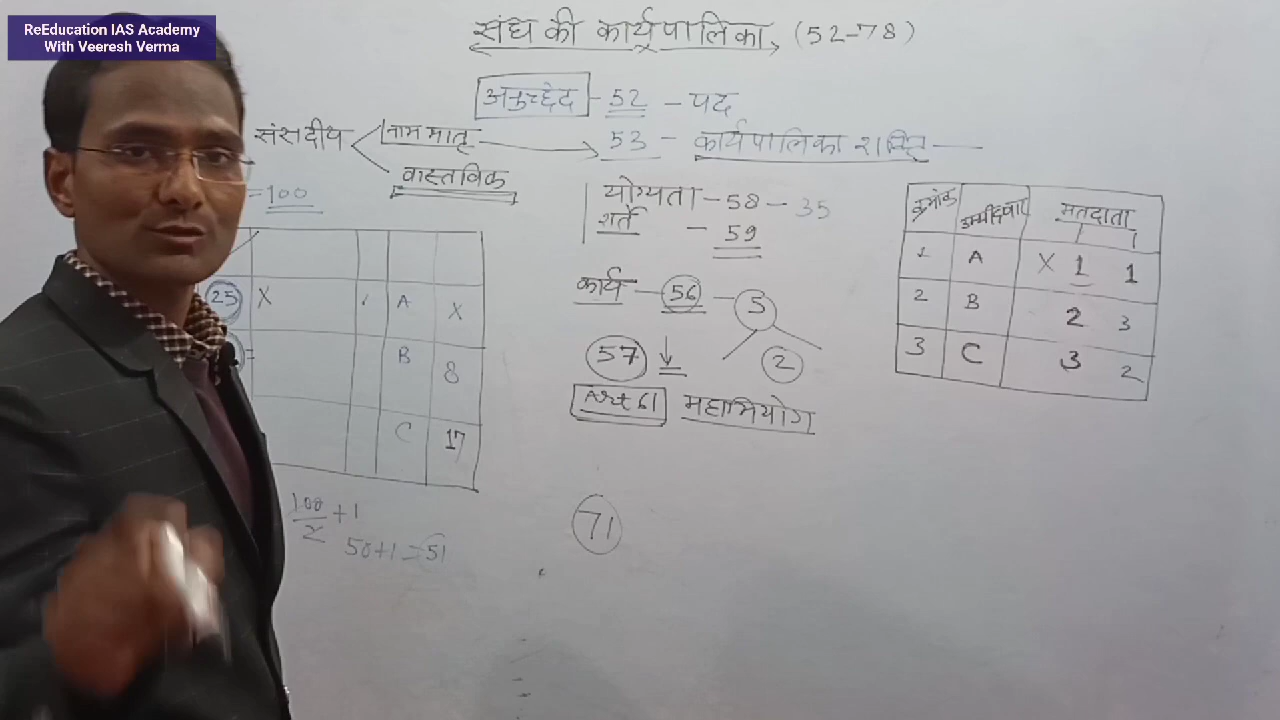 ReEducation IAS Academy
With Veeresh Verma
संघ की कार्यपालिका, (52-78)
अनुच्छेद - 52 - पद
संसदीय नाम मातृ 53 - कार्यपालिका शक्ति
वास्तविक
=100
योग्यता - 58 - 35
शर्ते - 59
कार्य - 56 - 5
57 2
Art 61 महाभियोग
71
25 X A X
= B 8
C 17
100/2 +1
50+1=51
क्रमांक उम्मीदवार मतदाता
1 A X 1 1
2 B 2 3
3 C 3 2